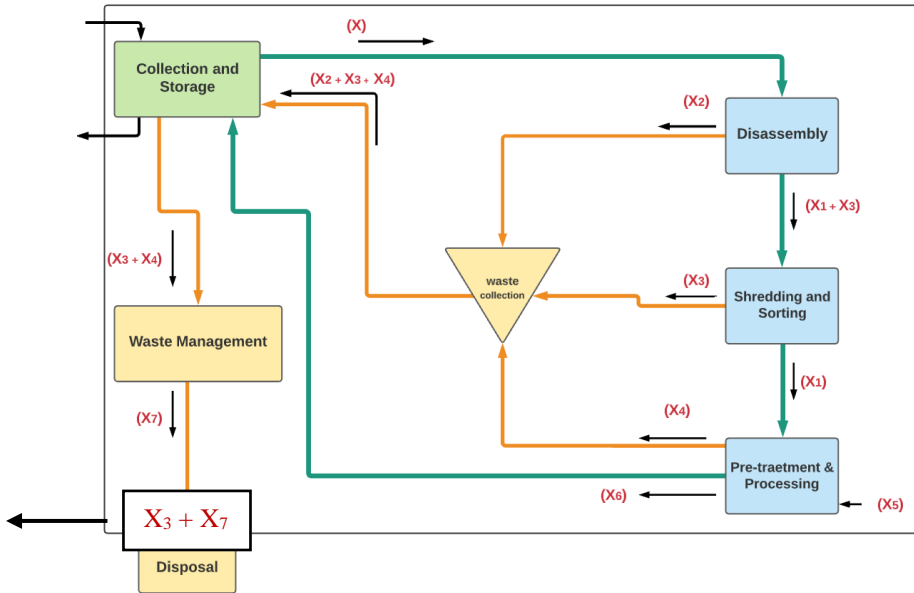 (X)
Collection and
Storage
(X2 + X3 + X4)
(X2)
Disassembly
(X1 + X3)
(X3 + X4)
waste
collection
(X3)
Shredding and
Sorting
Waste Management
(X1)
(X7)
(X4)
Pre-traetment &
Processing
(X6)
(X5)
X3 + X7
Disposal